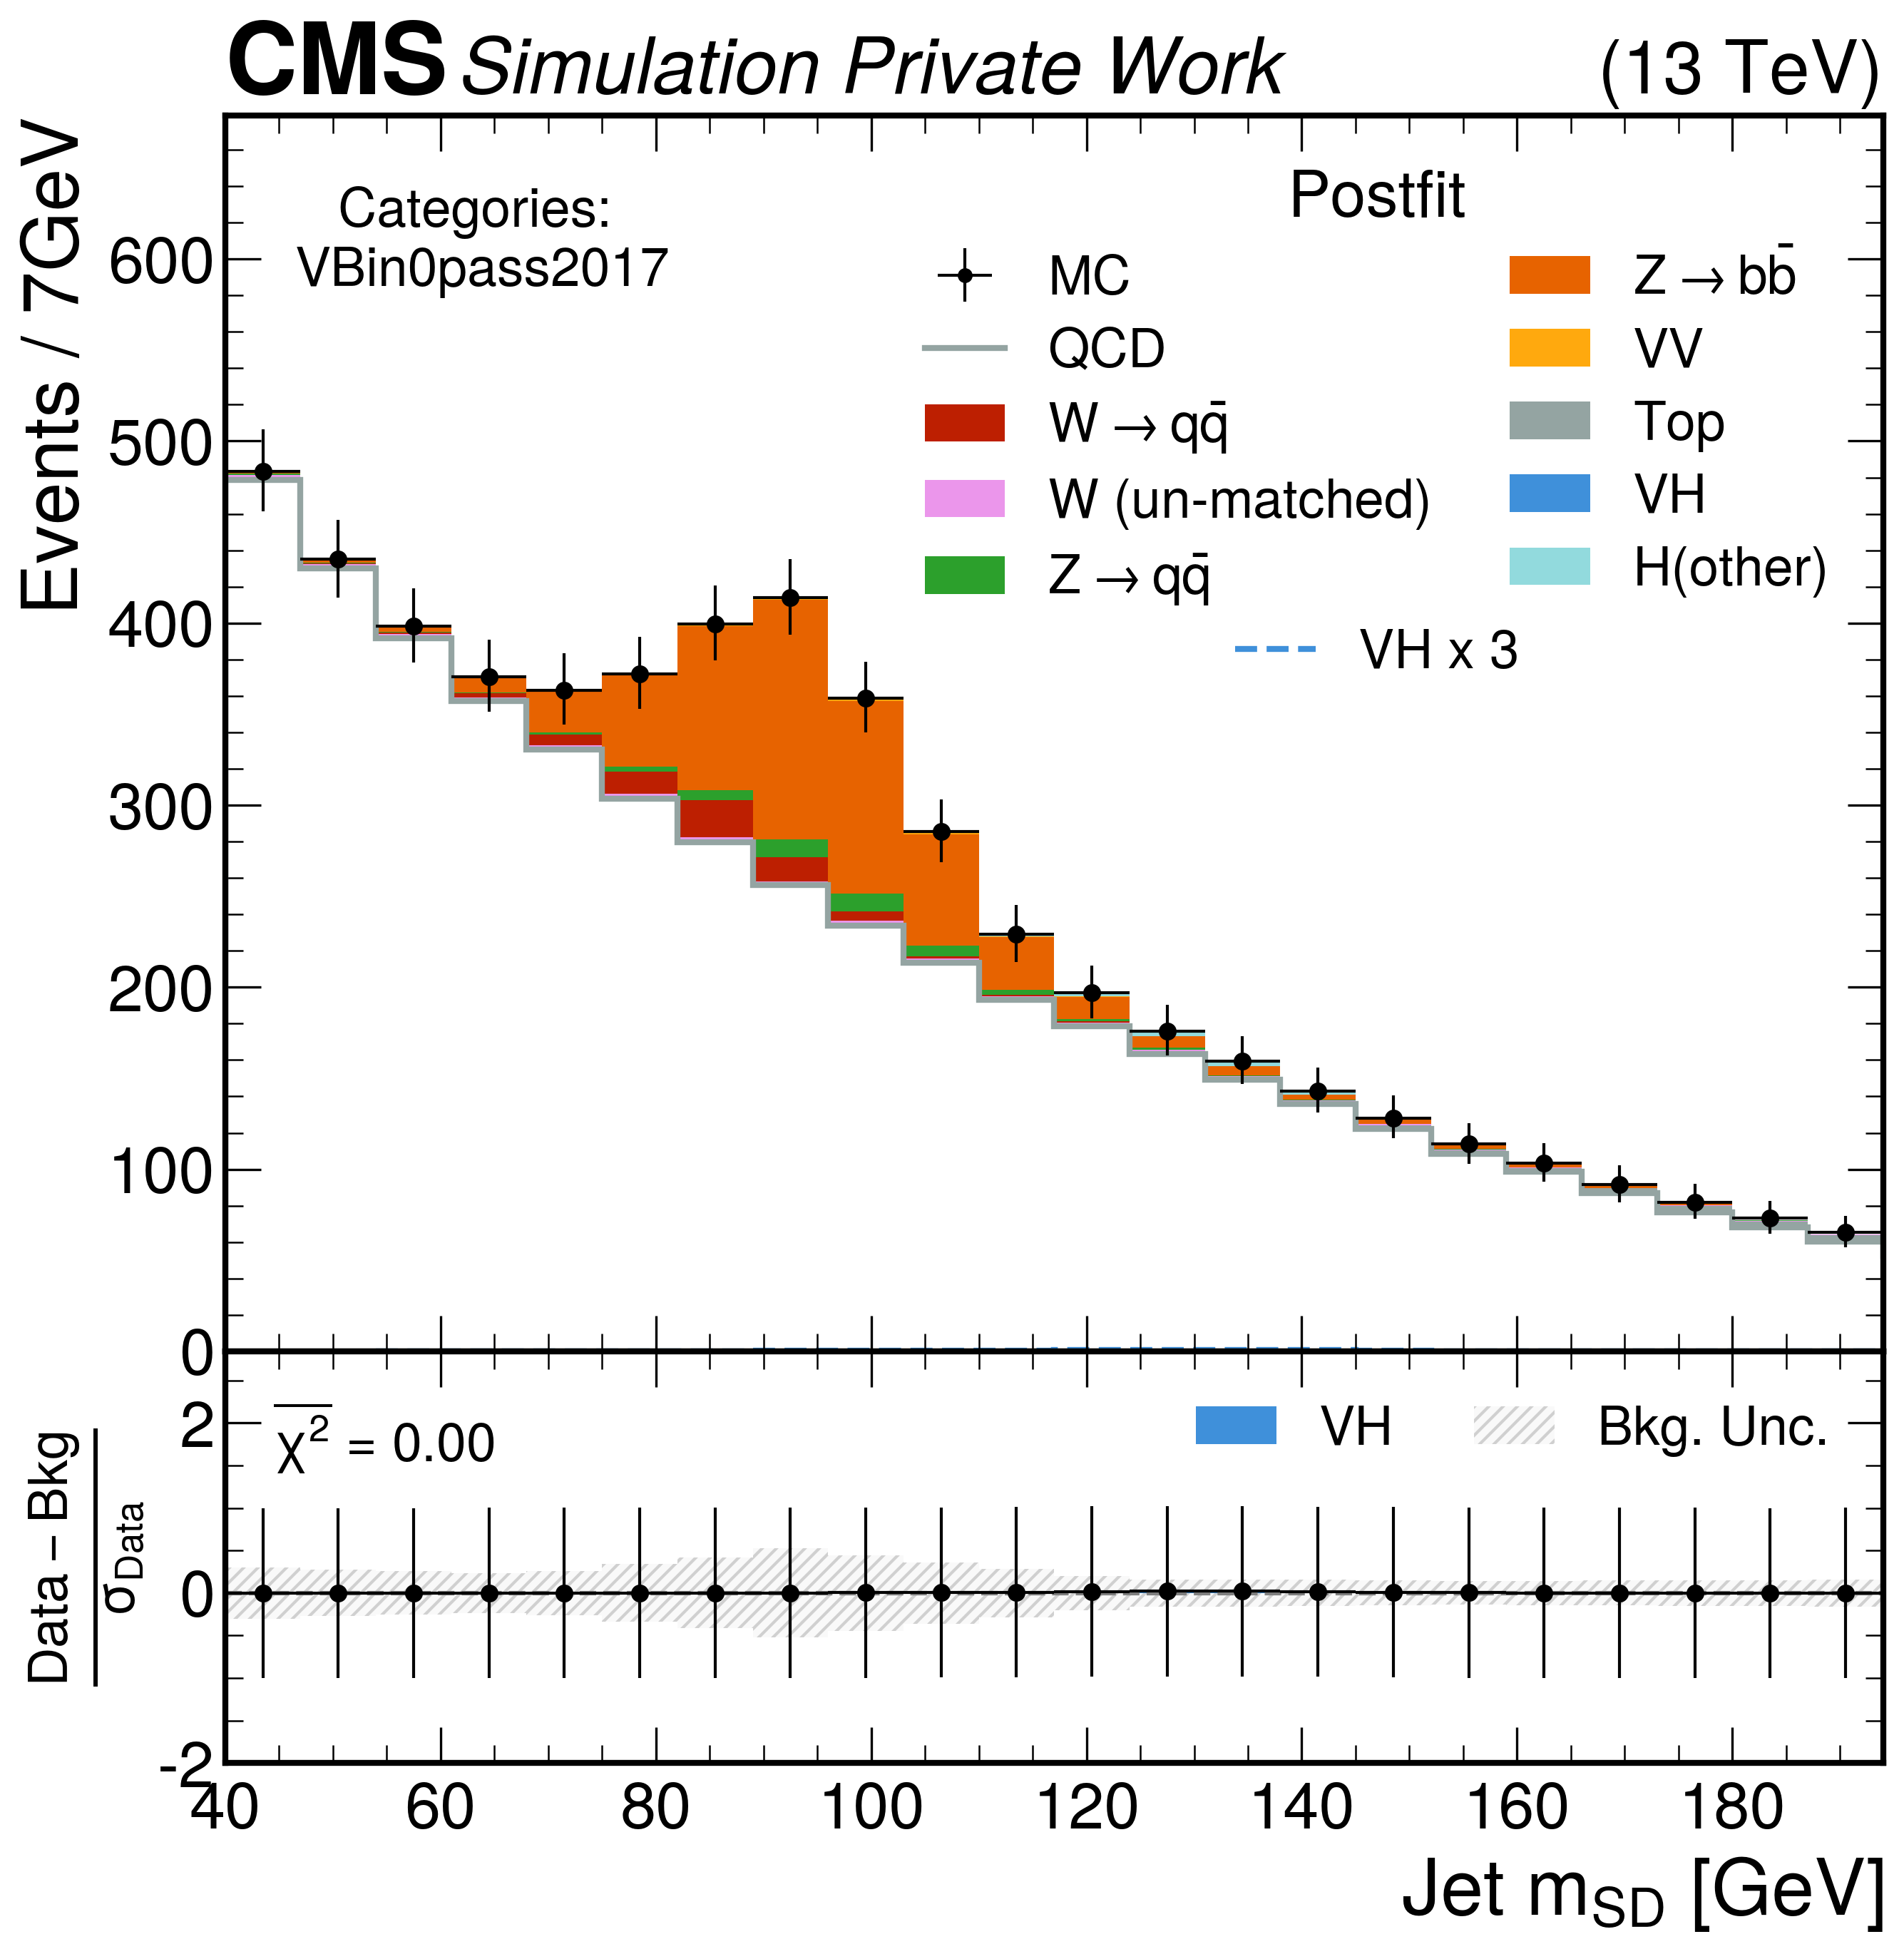 CMS Simulation Private Work (13 TeV)
Events / 7GeV
Categories:
VBin0pass2017
Postfit
MC
QCD
W → qq̄
W (un-matched)
Z → qq̄
Z → bb̄
VV
Top
VH
H(other)
VH x 3
600
500
400
300
200
100
0
Data − Bkg
σData
χ² = 0.00
VH
Bkg. Unc.
2
0
-2
40 60 80 100 120 140 160 180
Jet mSD [GeV]